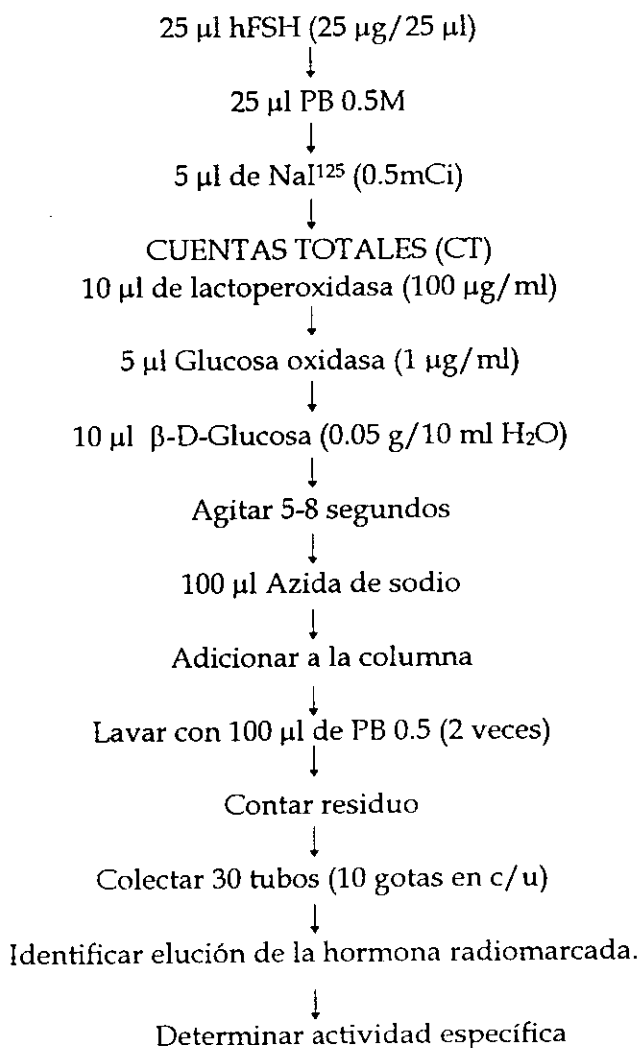 25 µl hFSH (25 µg/25 µl)
25 µl PB 0.5M
5 µl de NaI¹²⁵ (0.5mCi)
CUENTAS TOTALES (CT)
10 µl de lactoperoxidasa (100 µg/ml)
5 µl Glucosa oxidasa (1 µg/ml)
10 µl β-D-Glucosa (0.05 g/10 ml H₂O)
Agitar 5-8 segundos
100 µl Azida de sodio
Adicionar a la columna
Lavar con 100 µl de PB 0.5 (2 veces)
Contar residuo
Colectar 30 tubos (10 gotas en c/u)
Identificar elución de la hormona radiomarcada.
Determinar actividad específica